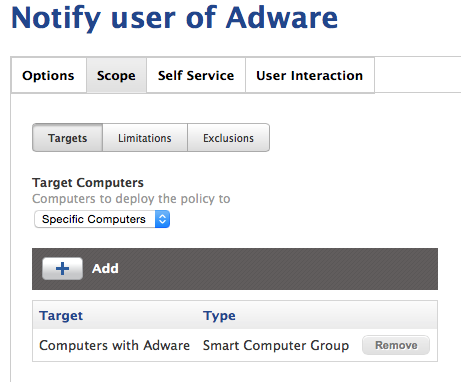 Notify user of Adware
Options Scope Self Service User Interaction
Targets Limitations Exclusions
Target Computers
Computers to deploy the policy to
Specific Computers
Add
Target Type
Computers with Adware Smart Computer Group Remove